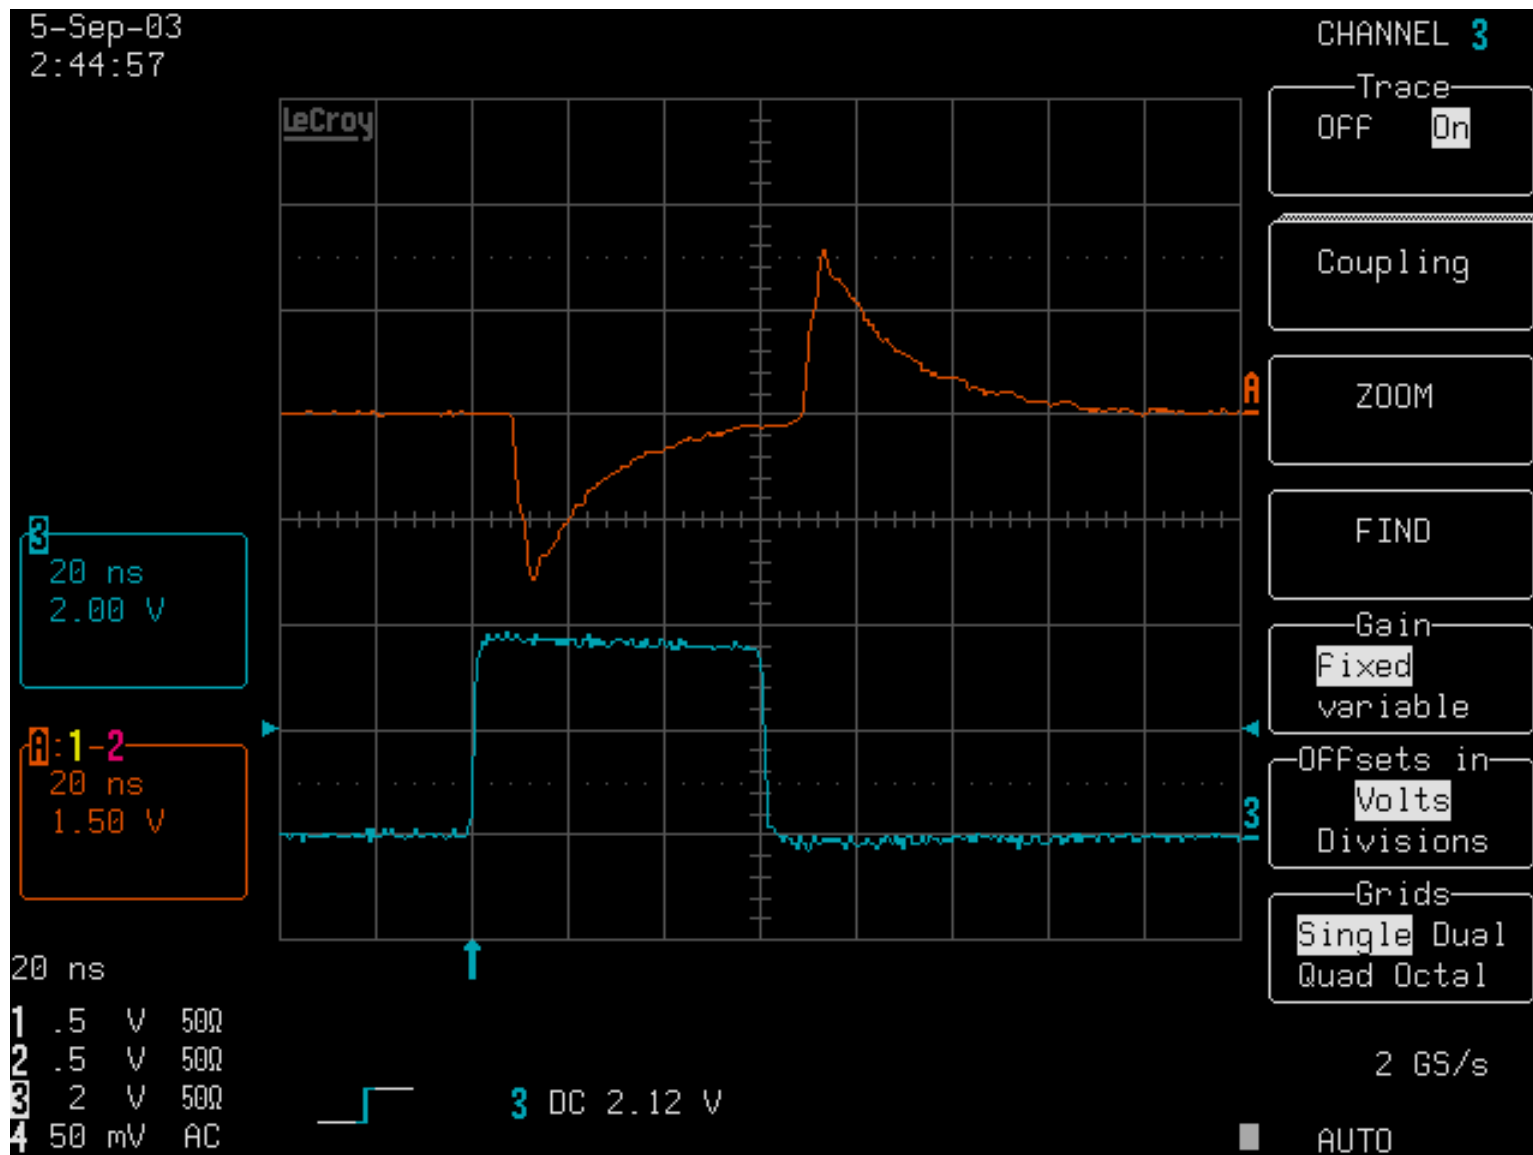 5-Sep-03
2:44:57
LeCroy
A
3
3
20 ns
2.00 V
A:1-2
20 ns
1.50 V
20 ns
1 .5 V 50Ω
2 .5 V 50Ω
3 2 V 50Ω
4 50 mV AC
3 DC 2.12 V
CHANNEL 3
Trace
OFF On
Coupling
ZOOM
FIND
Gain
Fixed
variable
OFFsets in
Volts
Divisions
Grids
Single Dual
Quad Octal
2 GS/s
AUTO